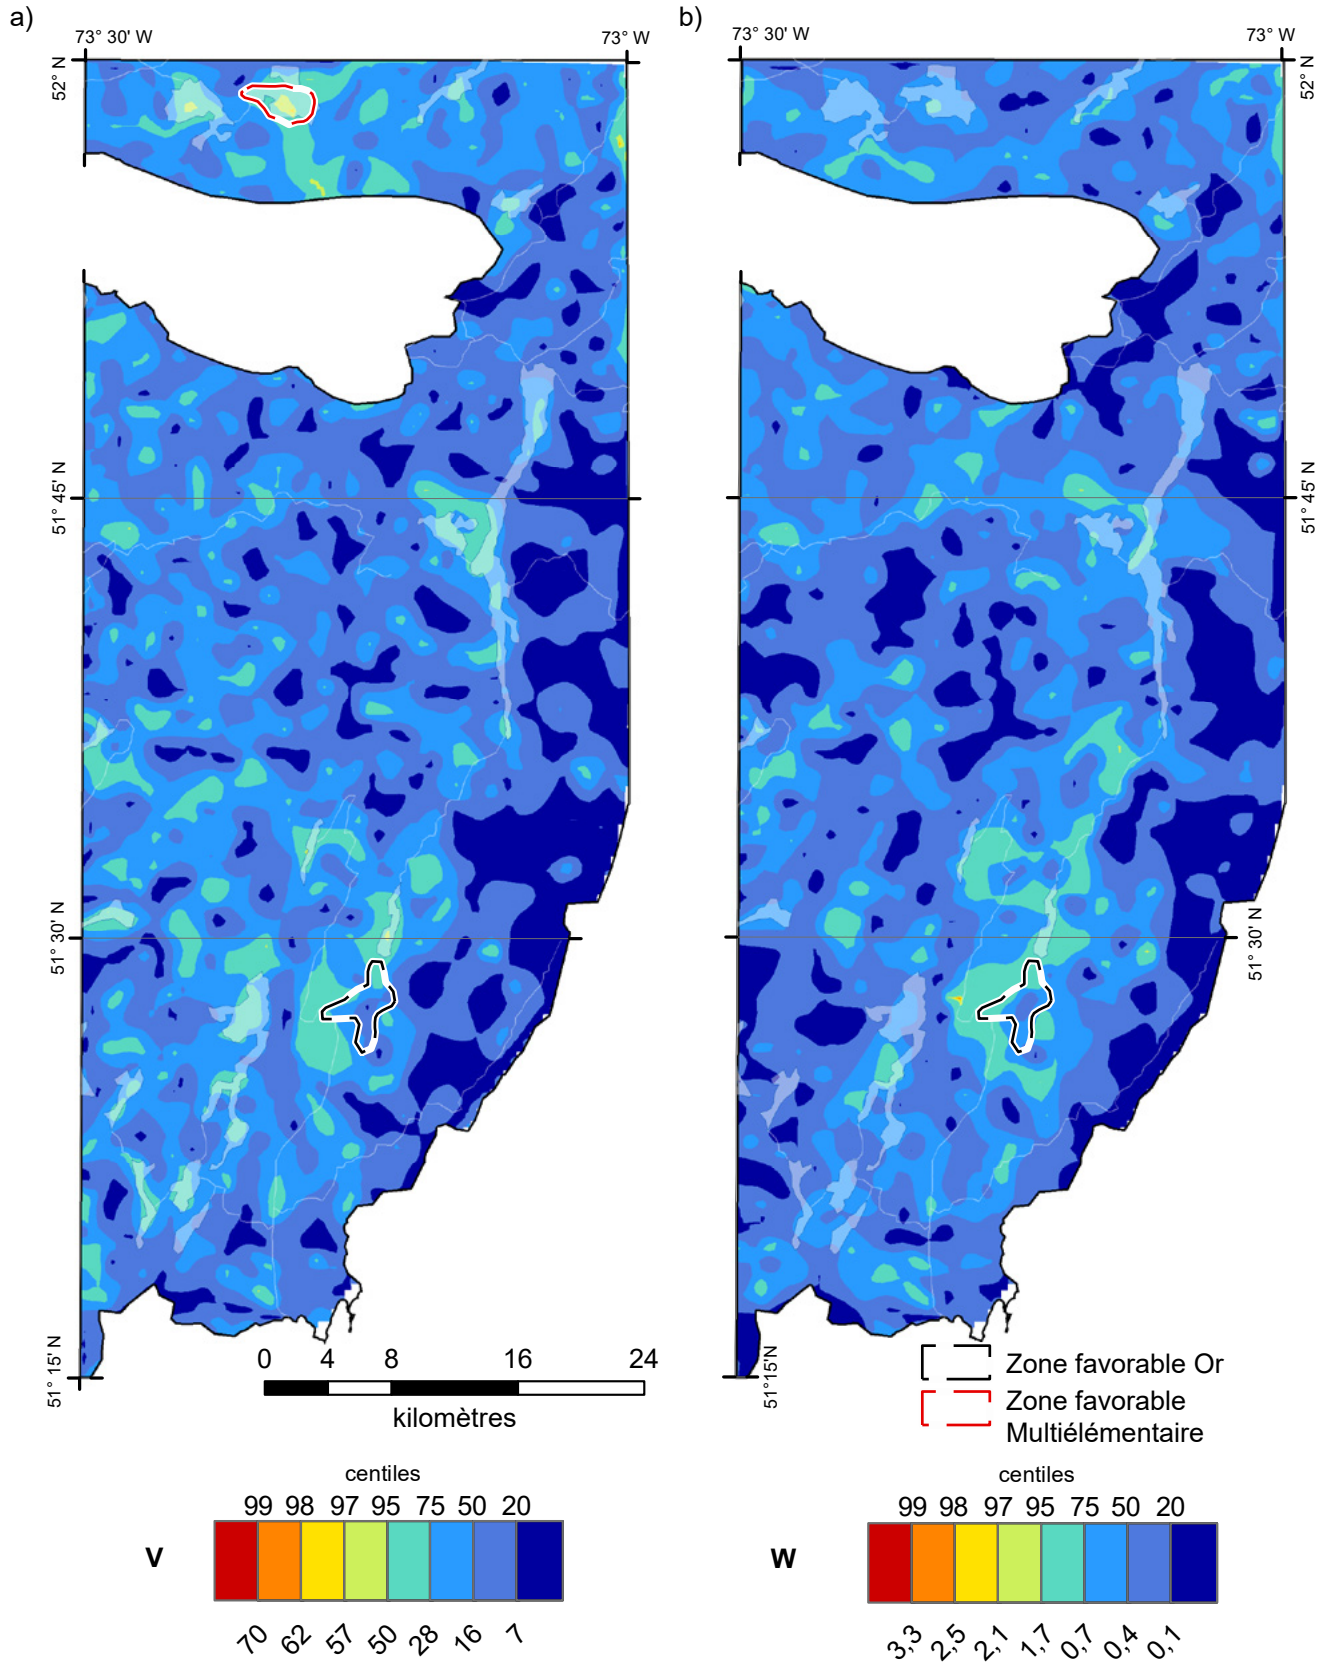 a)
b)
73° 30' W
73° W
73° 30' W
73° W
52° N
52° N
51° 45' N
51° 45' N
51° 30' N
51° 30' N
51° 15' N
51° 15'N
0 4 8 16 24
kilomètres
Zone favorable Or
Zone favorable
Multiélémentaire
centiles
99 98 97 95 75 50 20
V
70 62 57 50 28 16 7
centiles
99 98 97 95 75 50 20
W
3,3 2,5 2,1 1,7 0,7 0,4 0,1